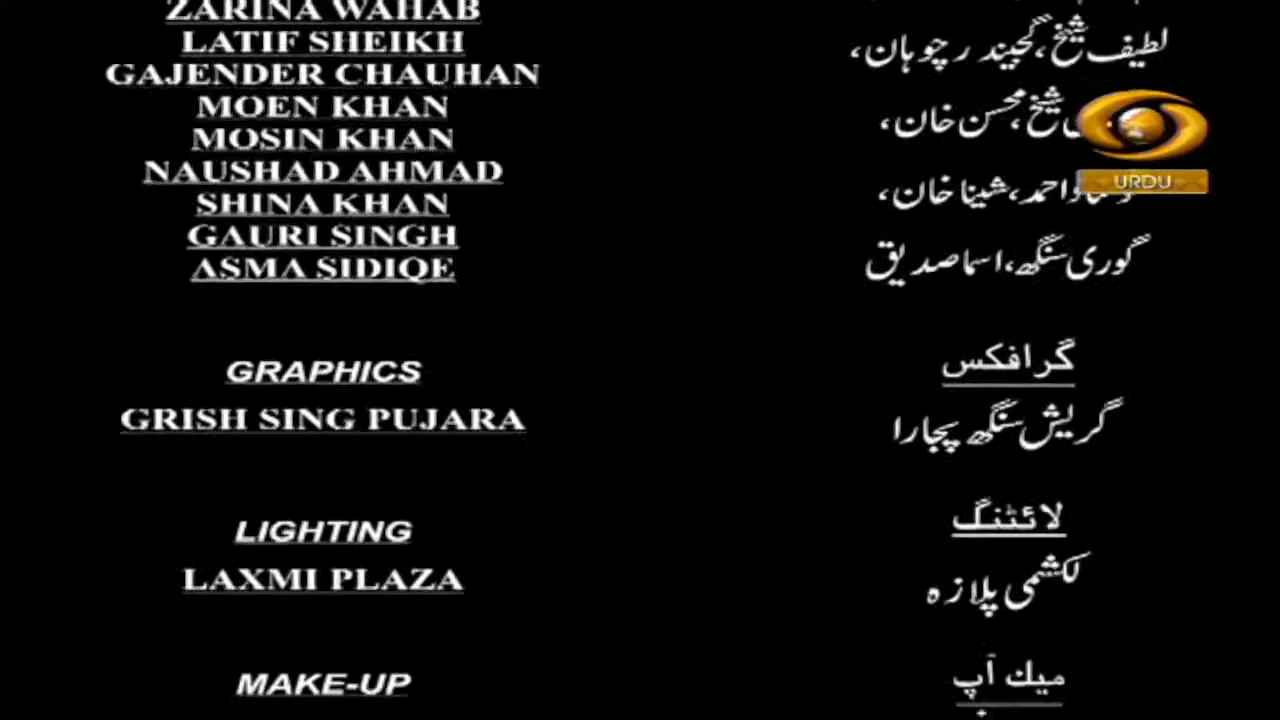 ZARINA WAHAB
LATIF SHEIKH
GAJENDER CHAUHAN
MOEN KHAN
MOSIN KHAN
NAUSHAD AHMAD
SHINA KHAN
GAURI SINGH
ASMA SIDIQE
GRAPHICS
GRISH SING PUJARA
LIGHTING
LAXMI PLAZA
MAKE-UP
لطیف شیخ، گجیندر چوہان،
شیخ، محسن خان،
احمد، شینا خان،
گوری سنگھ، اسما صدیق
گرافکس
گریش سنگھ پجارا
لائٹنگ
لکشمی پلازہ
میك آپ
URDU